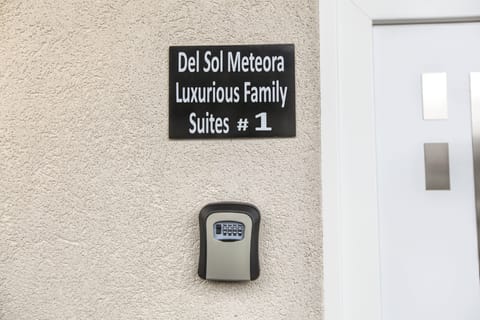 Del Sol Meteora
Luxurious Family
Suites # 1